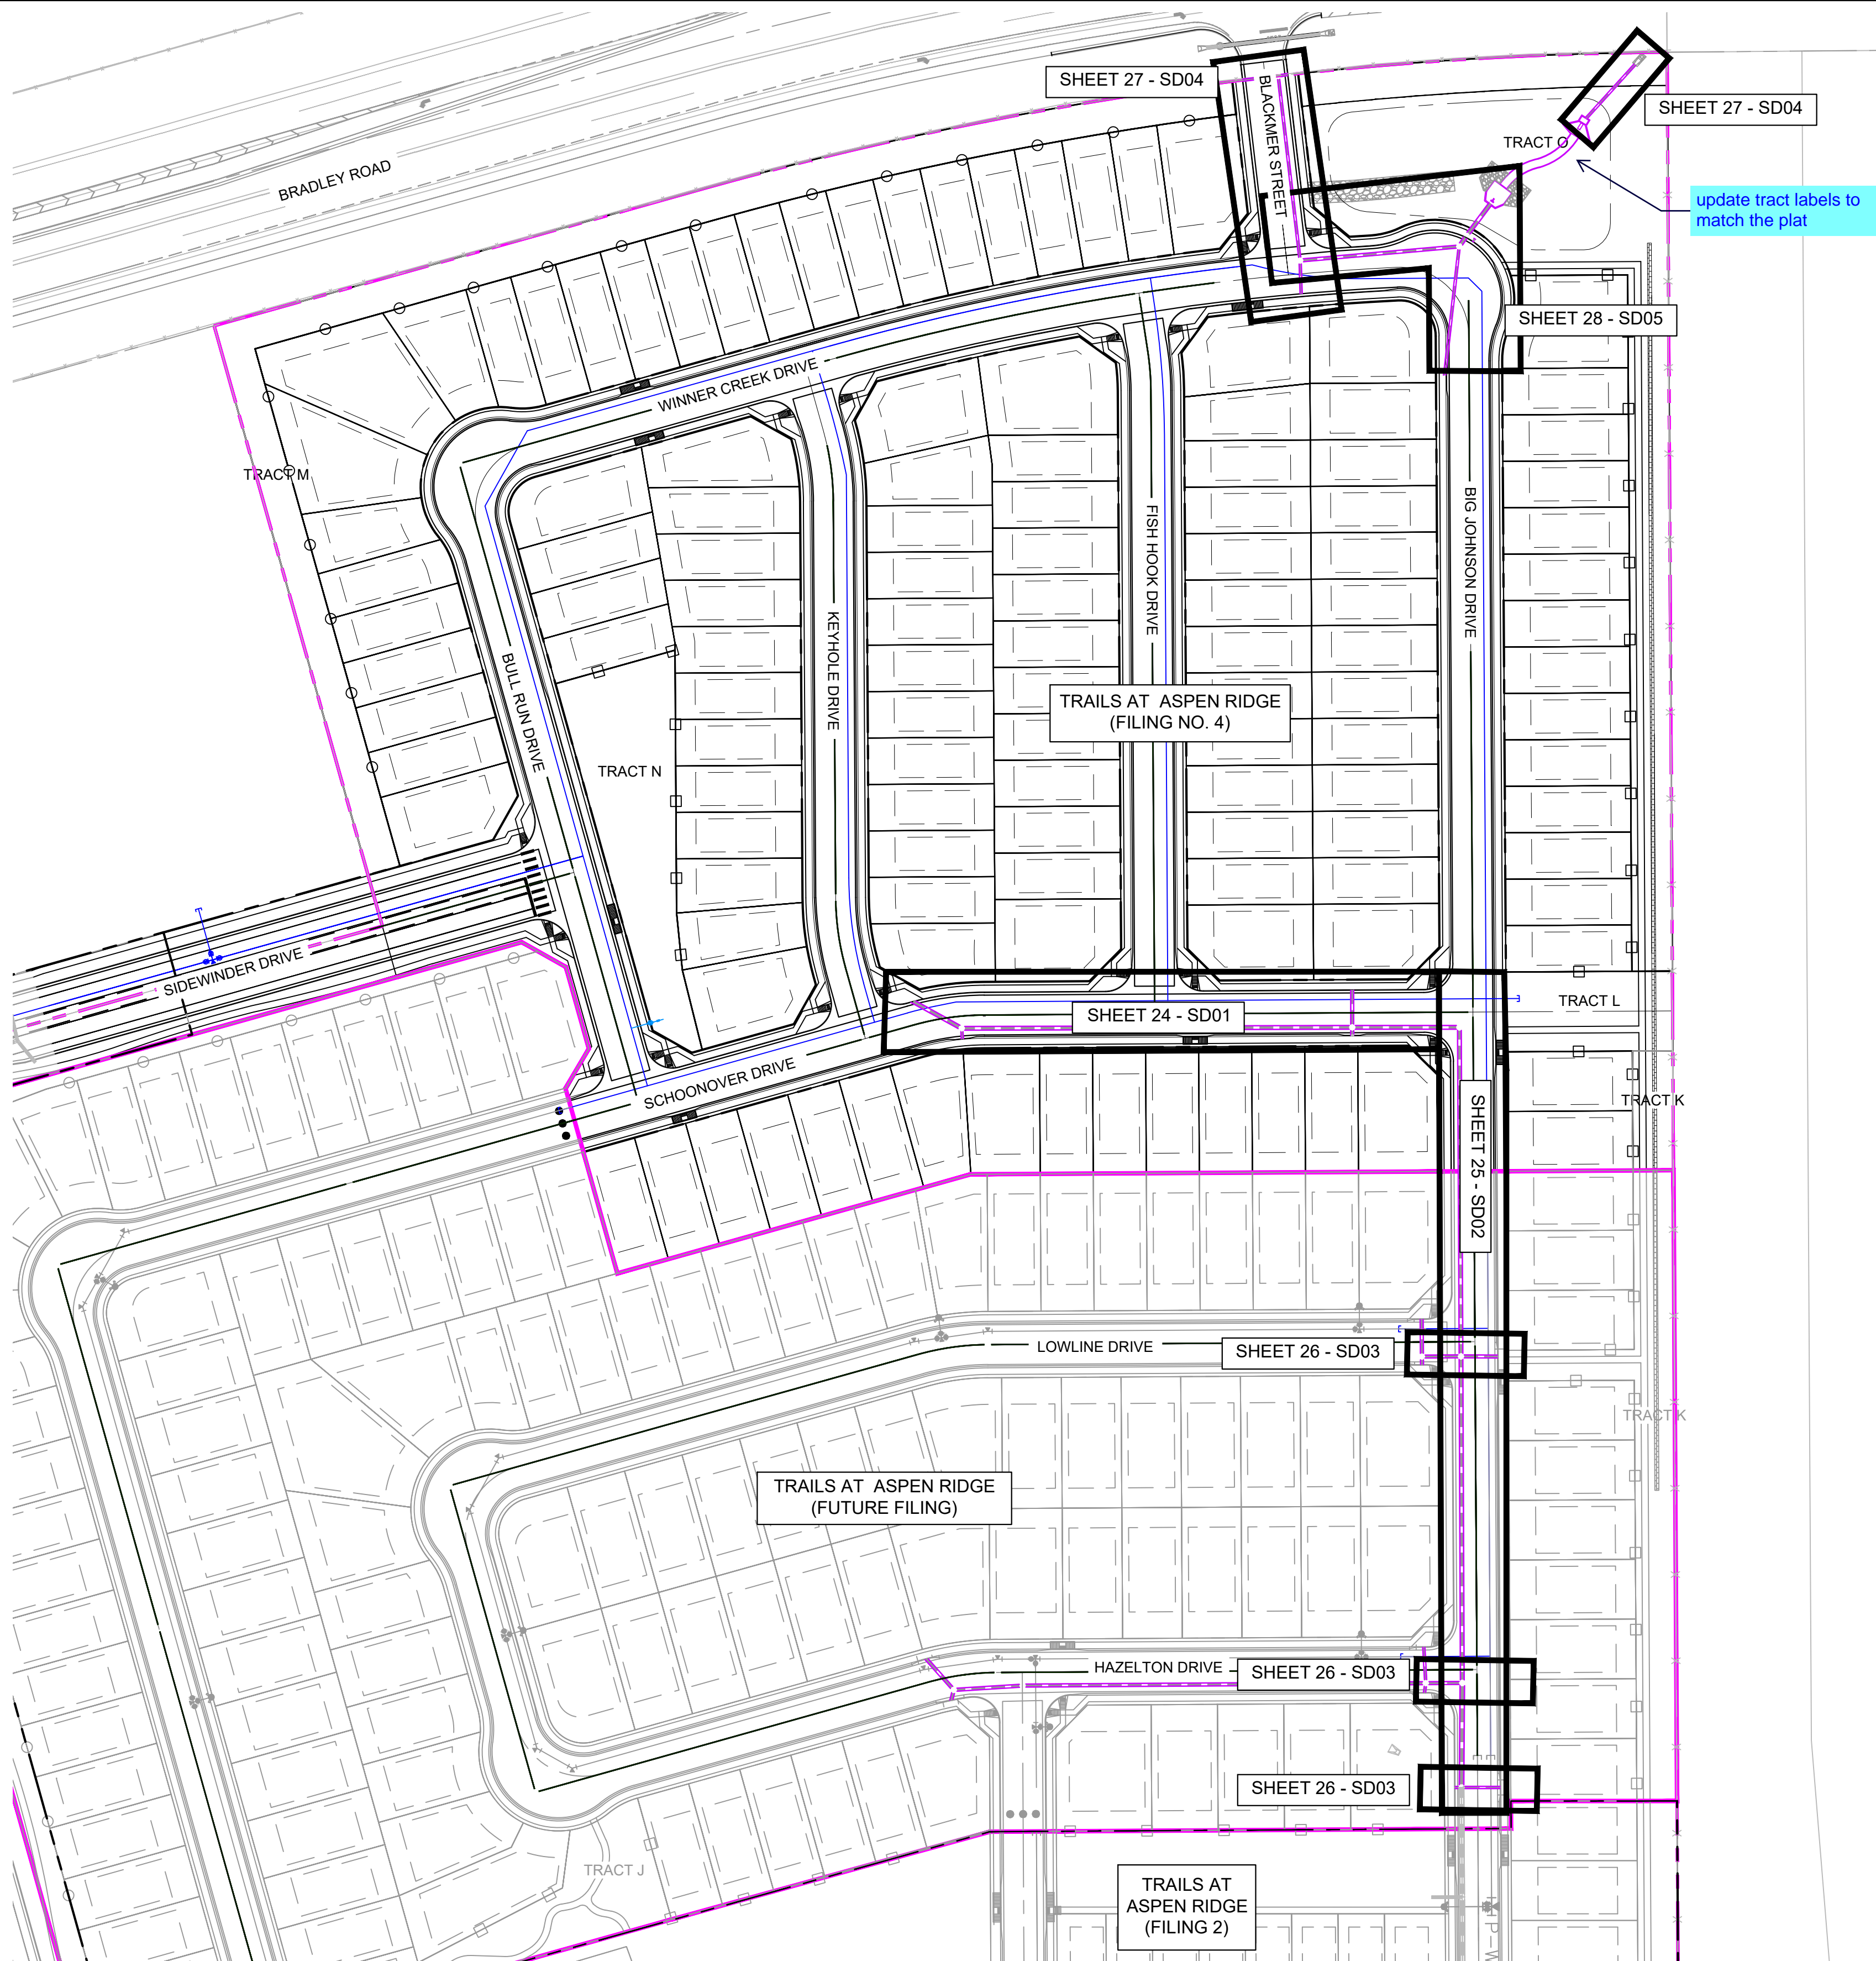 SHEET 27 - SD04
BLACKMER STREET
SHEET 27 - SD04
TRACT O
BRADLEY ROAD
update tract labels to
match the plat
SHEET 28 - SD05
WINNER CREEK DRIVE
TRACT M
FISH HOOK DRIVE
BIG JOHNSON DRIVE
KEYHOLE DRIVE
BULL RUN DRIVE
TRAILS AT ASPEN RIDGE
(FILING NO. 4)
TRACT N
SIDEWINDER DRIVE
SHEET 24 - SD01
TRACT L
SCHOONOVER DRIVE
SHEET 25 - SD02
TRACT K
LOWLINE DRIVE
SHEET 26 - SD03
TRACT K
TRAILS AT ASPEN RIDGE
(FUTURE FILING)
HAZELTON DRIVE
SHEET 26 - SD03
SHEET 26 - SD03
TRACT J
TRAILS AT
ASPEN RIDGE
(FILING 2)